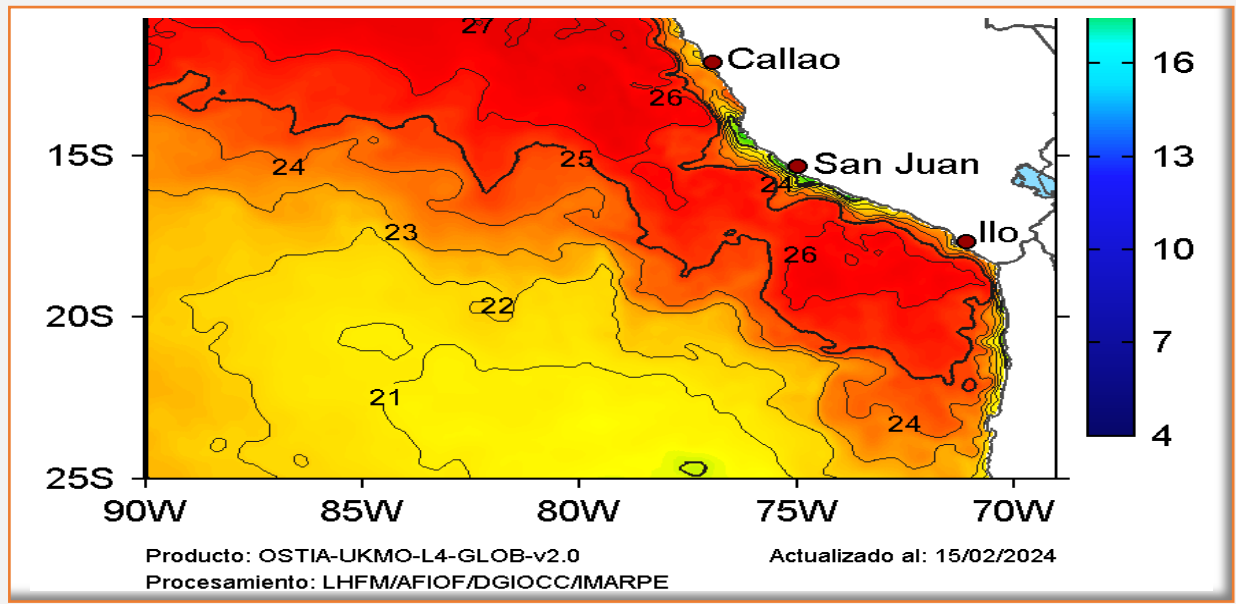 27
Callao
16
26
15S
25
San Juan
13
24
24
23
Ilo
26
10
22
20S
7
21
24
4
25S
90W 85W 80W 75W 70W
Producto: OSTIA-UKMO-L4-GLOB-v2.0 Actualizado al: 15/02/2024
Procesamiento: LHFM/AFIOF/DGIOCC/IMARPE